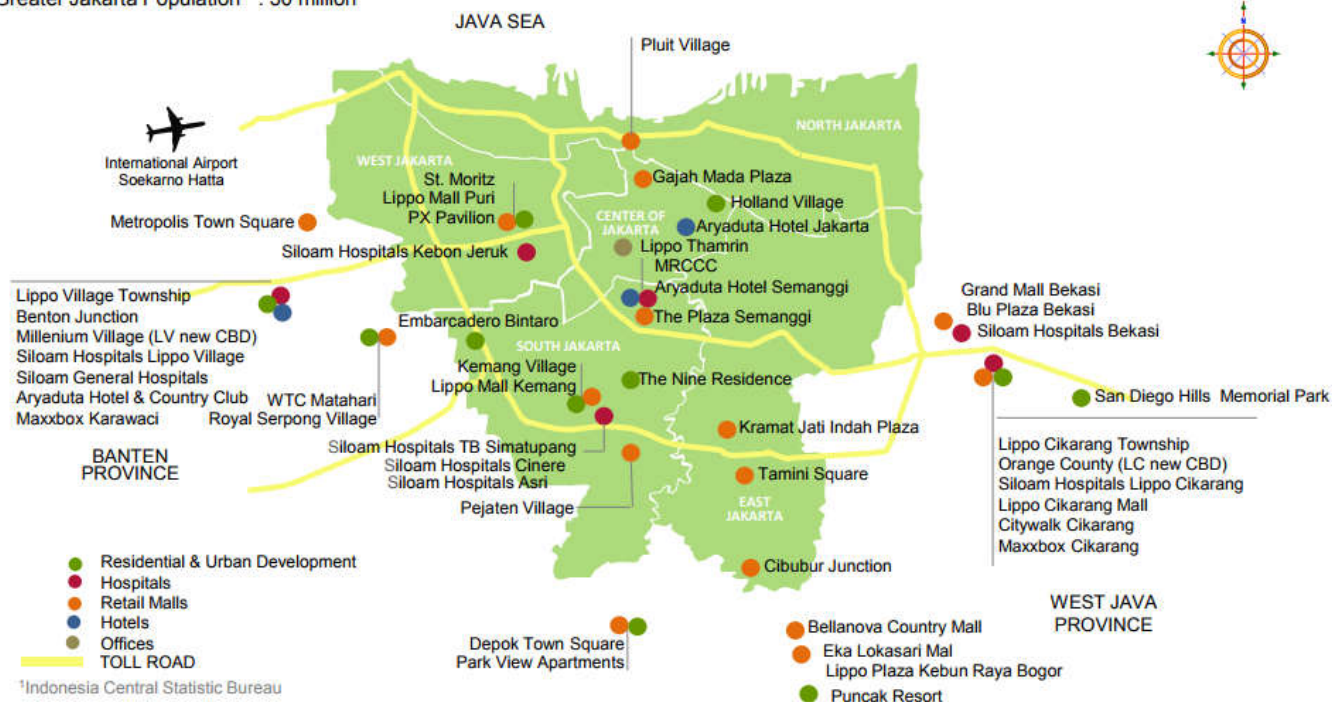 Greater Jakarta Population : 30 million
JAVA SEA
N
Pluit Village
NORTH JAKARTA
International Airport
Soekarno Hatta
WEST JAKARTA
St. Moritz
Lippo Mall Puri
PX Pavilion
Gajah Mada Plaza
Holland Village
Metropolis Town Square
CENTER OF
JAKARTA
Aryaduta Hotel Jakarta
Siloam Hospitals Kebon Jeruk
Lippo Thamrin
MRCCC
Aryaduta Hotel Semanggi
The Plaza Semanggi
Lippo Village Township
Benton Junction
Millenium Village (LV new CBD)
Siloam Hospitals Lippo Village
Siloam General Hospitals
Aryaduta Hotel & Country Club
Maxxbox Karawaci
Embarcadero Bintaro
SOUTH JAKARTA
Kemang Village
Lippo Mall Kemang
The Nine Residence
WTC Matahari
Royal Serpong Village
Grand Mall Bekasi
Blu Plaza Bekasi
Siloam Hospitals Bekasi
San Diego Hills Memorial Park
Kramat Jati Indah Plaza
Siloam Hospitals TB Simatupang
Siloam Hospitals Cinere
Siloam Hospitals Asri
Pejaten Village
Tamini Square
EAST
JAKARTA
Lippo Cikarang Township
Orange County (LC new CBD)
Siloam Hospitals Lippo Cikarang
Lippo Cikarang Mall
Citywalk Cikarang
Maxxbox Cikarang
BANTEN
PROVINCE
Cibubur Junction
WEST JAVA
PROVINCE
Residential & Urban Development
Hospitals
Retail Malls
Hotels
Offices
TOLL ROAD
Depok Town Square
Park View Apartments
Bellanova Country Mall
Eka Lokasari Mal
Lippo Plaza Kebun Raya Bogor
Puncak Resort
¹Indonesia Central Statistic Bureau